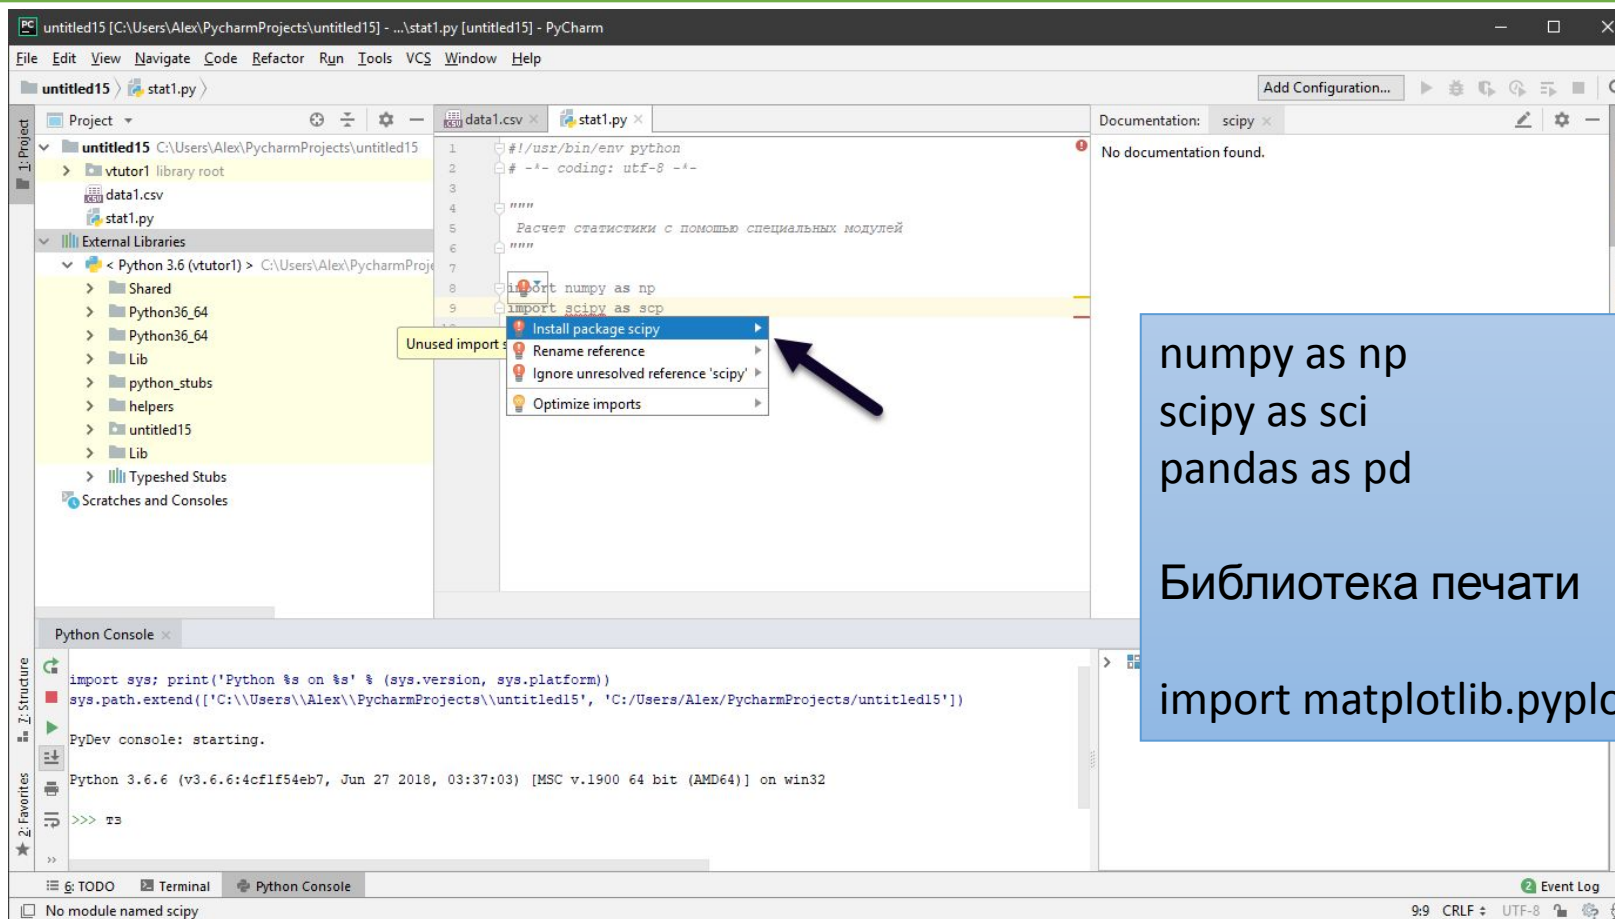 PC untitled15 [C:\Users\Alex\PycharmProjects\untitled15] - ...\stat1.py [untitled15] - PyCharm
File Edit View Navigate Code Refactor Run Tools VCS Window Help
untitled15 stat1.py Add Configuration...
1: Project
Project
data1.csv
stat1.py
Documentation: scipy
No documentation found.
untitled15 C:\Users\Alex\PycharmProjects\untitled15
vtutor1 library root
data1.csv
stat1.py
External Libraries
< Python 3.6 (vtutor1) > C:\Users\Alex\PycharmProje
Shared
Python36_64
Python36_64
Lib
python_stubs
helpers
untitled15
Lib
Typeshed Stubs
Scratches and Consoles
1 #!/usr/bin/env python
2 # -*- coding: utf-8 -*-
3
4 """
5 Расчет статистики с помощью специальных модулей
6 """
7
8 import numpy as np
9 import scipy as scp
Unused import s
Install package scipy
Rename reference
Ignore unresolved reference 'scipy'
Optimize imports
numpy as np
scipy as sci
pandas as pd
Библиотека печати
import matplotlib.pyplo
Python Console
7: Structure
2: Favorites
import sys; print('Python %s on %s' % (sys.version, sys.platform))
sys.path.extend(['C:\\Users\\Alex\\PycharmProjects\\untitled15', 'C:/Users/Alex/PycharmProjects/untitled15'])
PyDev console: starting.
Python 3.6.6 (v3.6.6:4cf1f54eb7, Jun 27 2018, 03:37:03) [MSC v.1900 64 bit (AMD64)] on win32
>>> тз
6: TODO Terminal Python Console 2 Event Log
No module named scipy 9:9 CRLF UTF-8